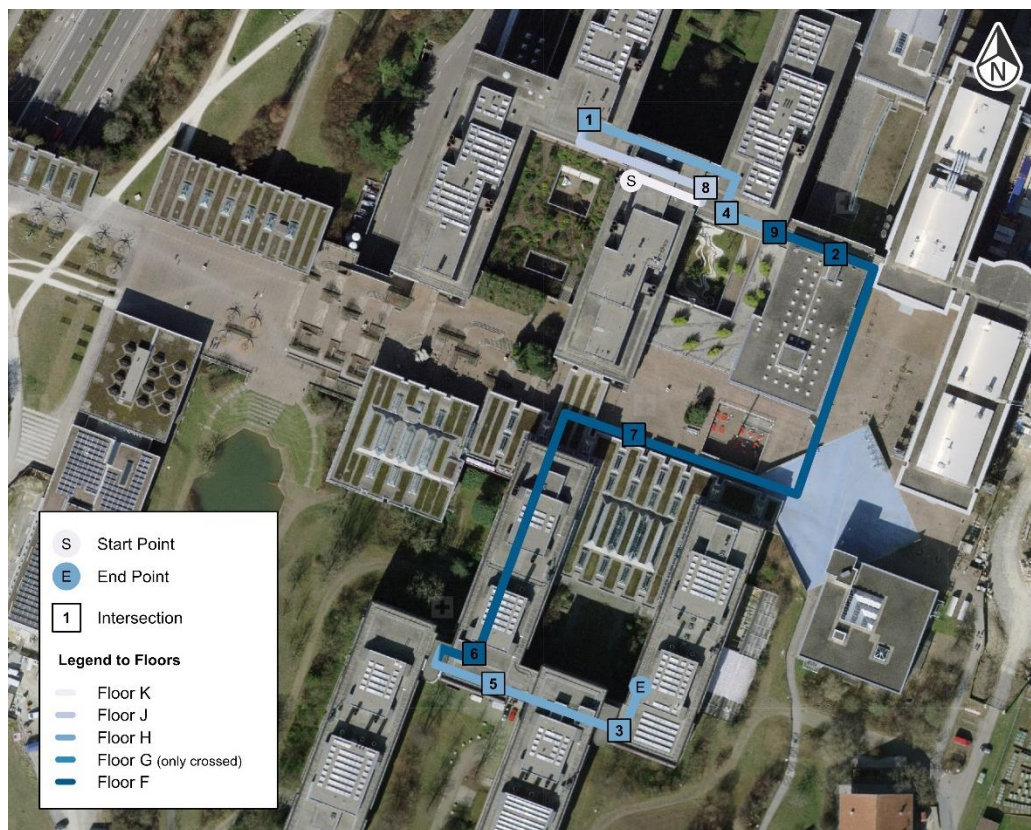 N
1
S
8
4
9
2
7
6
5
E
3
S Start Point
E End Point
1 Intersection
Legend to Floors
Floor K
Floor J
Floor H
Floor G (only crossed)
Floor F